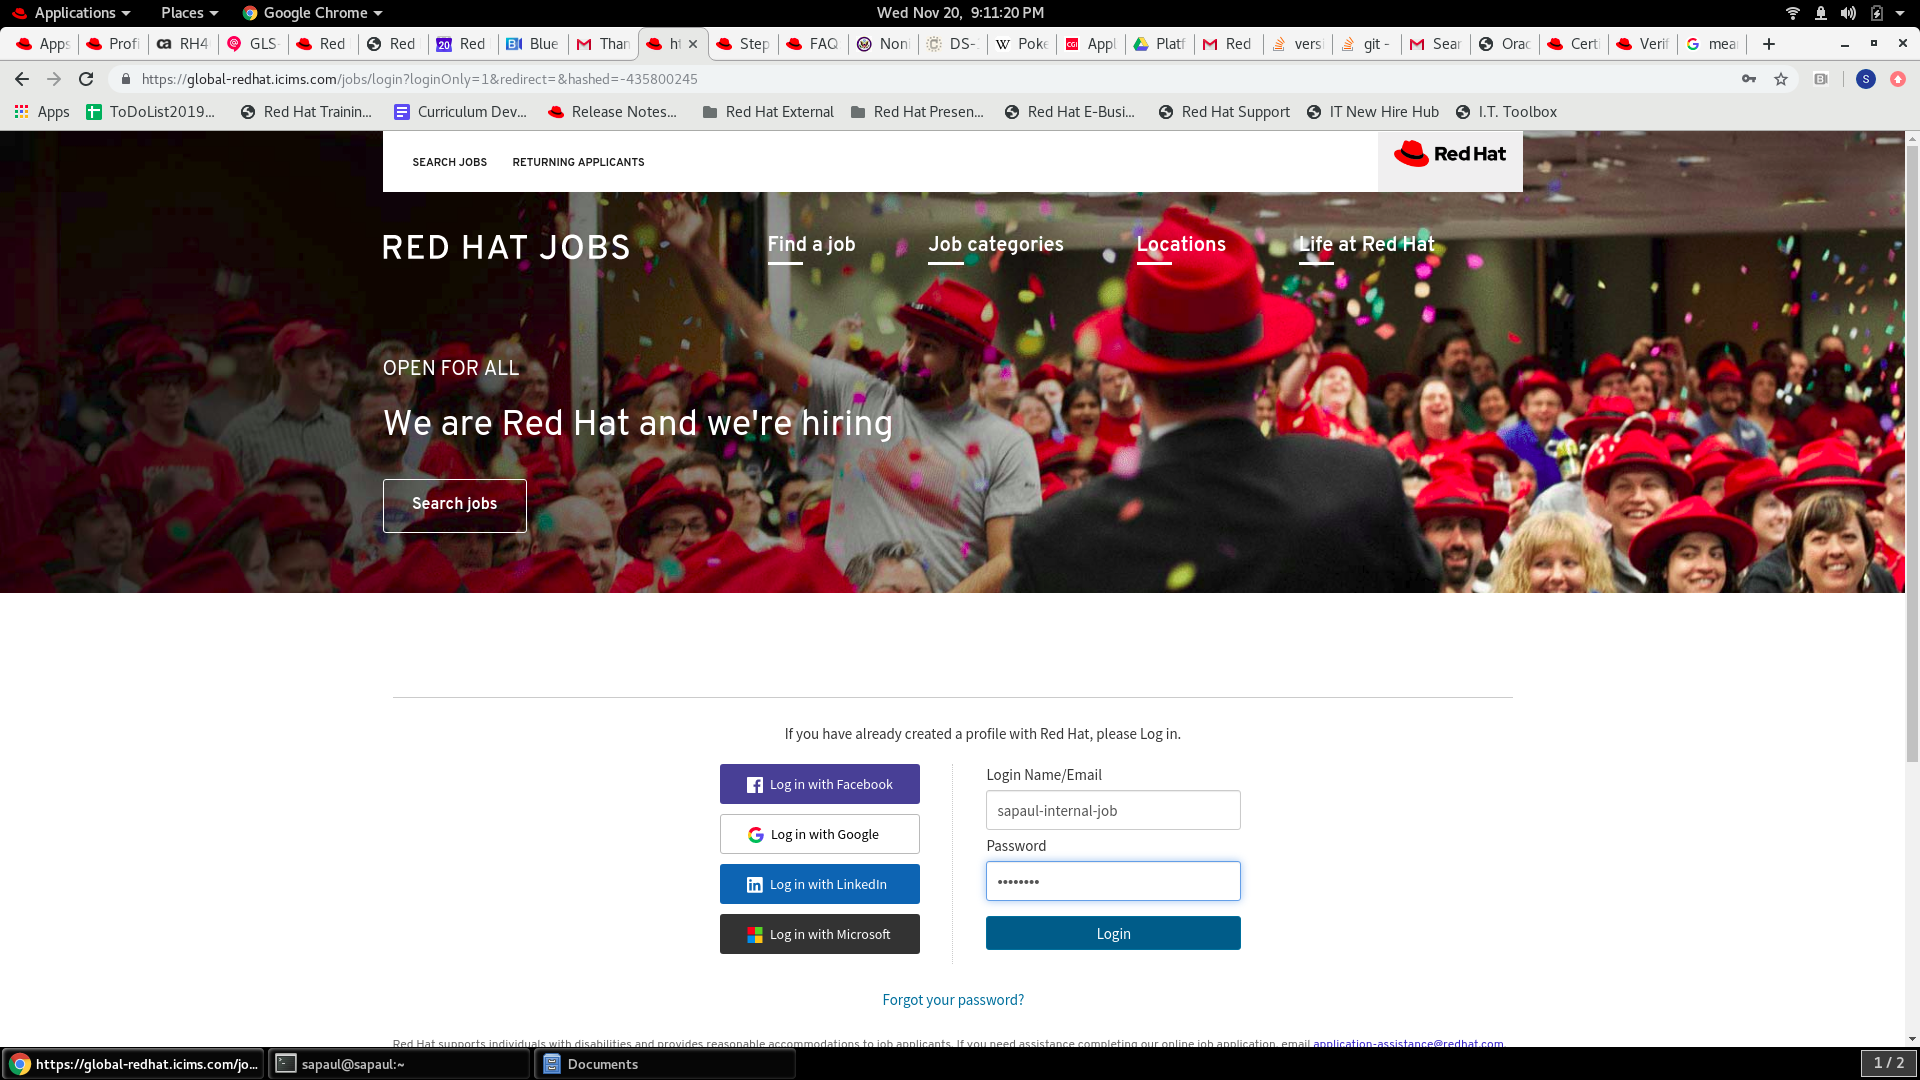 Applications Places Google Chrome Wed Nov 20, 9:11:20 PM
Apps Profi RH4 GLS- Red Red 20 Red Blue Than ht Step FAQ Noni DS-: Poke CGI Appl Platf Red versi git - Sear Orac Certi Verif mea
https://global-redhat.icims.com/jobs/login?loginOnly=1&redirect=&hashed=-435800245 S
Apps ToDoList2019... Red Hat Trainin... Curriculum Dev... Release Notes... Red Hat External Red Hat Presen... Red Hat E-Busi... Red Hat Support IT New Hire Hub I.T. Toolbox
SEARCH JOBS RETURNING APPLICANTS Red Hat
RED HAT JOBS Find a job Job categories Locations Life at Red Hat
OPEN FOR ALL
We are Red Hat and we're hiring
Search jobs
If you have already created a profile with Red Hat, please Log in.
Log in with Facebook
Log in with Google
Log in with LinkedIn
Log in with Microsoft
Login Name/Email
sapaul-internal-job
Password
••••••••
Login
Forgot your password?
Red Hat supports individuals with disabilities and provides reasonable accommodations to job applicants. If you need assistance completing our online job application, email application-assistance@redhat.com.
https://global-redhat.icims.com/jo... sapaul@sapaul:~ Documents 1 / 2